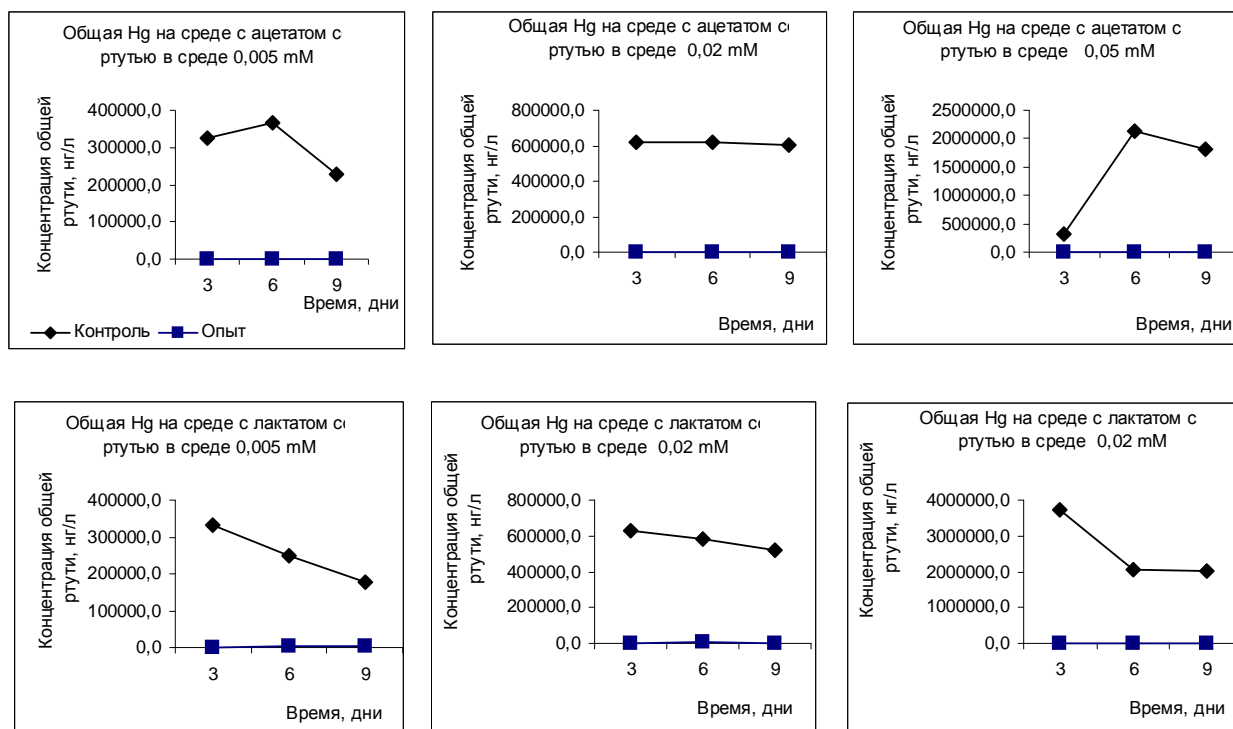 Общая Hg на среде с ацетатом с
ртутью в среде 0,005 mM
Концентрация общей
ртути, нг/л
400000,0
300000,0
200000,0
100000,0
0,0
3 6 9
Время, дни
Контроль Опыт
Общая Hg на среде с ацетатом со
ртутью в среде 0,02 mM
Концентрация общей
ртути, нг/л
800000,0
600000,0
400000,0
200000,0
0,0
3 6 9
Время, дни
Общая Hg на среде с ацетатом с
ртутью в среде 0,05 mM
Концентрация общей
ртути, нг/л
2500000,0
2000000,0
1500000,0
1000000,0
500000,0
0,0
3 6 9
Время, дни
Общая Hg на среде с лактатом со
ртутью в среде 0,005 mM
Концентрация общей
ртути, нг/л
400000,0
300000,0
200000,0
100000,0
0,0
3 6 9
Время, дни
Общая Hg на среде с лактатом со
ртутью в среде 0,02 mM
Концентрация общей
ртути, нг/л
800000,0
600000,0
400000,0
200000,0
0,0
3 6 9
Время, дни
Общая Hg на среде с лактатом с
ртутью в среде 0,02 mM
Концентрация общей
ртути, нг/л
4000000,0
3000000,0
2000000,0
1000000,0
0,0
3 6 9
Время, дни